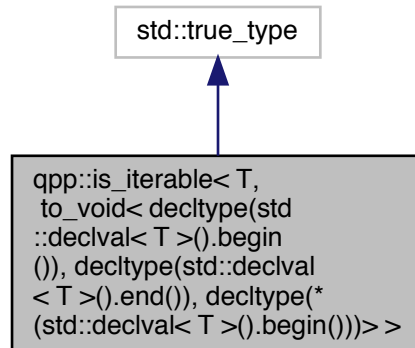 std::true_type
qpp::is_iterable< T,
to_void< decltype(std
::declval< T >().begin
()), decltype(std::declval
< T >().end()), decltype(*
(std::declval< T >().begin()))> >